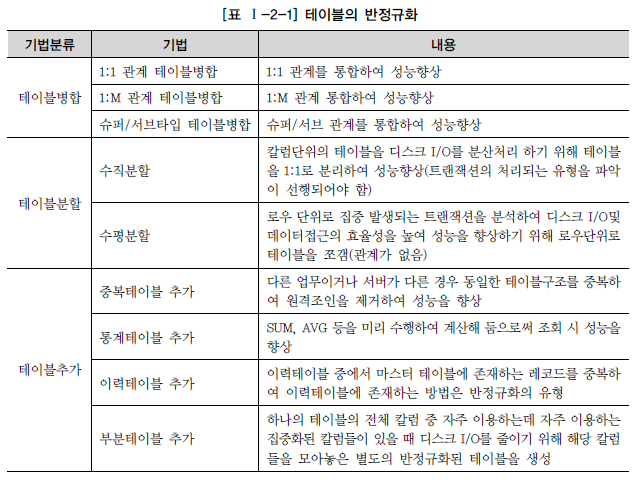 [표 Ⅰ-2-1] 테이블의 반정규화
기법분류 기법 내용
테이블병합
1:1 관계 테이블병합 1:1 관계를 통합하여 성능향상
1:M 관계 테이블병합 1:M 관계 통합하여 성능향상
슈퍼/서브타입 테이블병합 슈퍼/서브 관계를 통합하여 성능향상
테이블분할
수직분할
칼럼단위의 테이블을 디스크 I/O를 분산처리 하기 위해 테이블
을 1:1로 분리하여 성능향상(트랜잭션의 처리되는 유형을 파악
이 선행되어야 함)
수평분할
로우 단위로 집중 발생되는 트랜잭션을 분석하여 디스크 I/O및
데이터접근의 효율성을 높여 성능을 향상하기 위해 로우단위로
테이블을 쪼갬(관계가 없음)
테이블추가
중복테이블 추가
다른 업무이거나 서버가 다른 경우 동일한 테이블구조를 중복하
여 원격조인을 제거하여 성능을 향상
통계테이블 추가
SUM, AVG 등을 미리 수행하여 계산해 둠으로써 조회 시 성능을
향상
이력테이블 추가
이력테이블 중에서 마스터 테이블에 존재하는 레코드를 중복하
여 이력테이블에 존재하는 방법은 반정규화의 유형
부분테이블 추가
하나의 테이블의 전체 칼럼 중 자주 이용하는데 자주 이용하는
집중화된 칼럼들이 있을 때 디스크 I/O를 줄이기 위해 해당 칼럼
들을 모아놓은 별도의 반정규화된 테이블을 생성